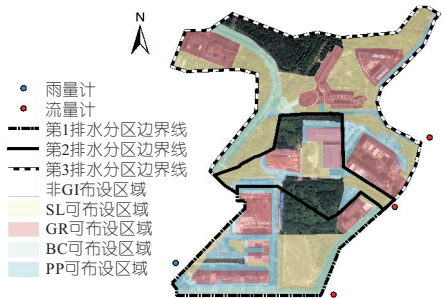 N
雨量计
流量计
第1排水分区边界线
第2排水分区边界线
第3排水分区边界线
非GI布设区域
SL可布设区域
GR可布设区域
BC可布设区域
PP可布设区域